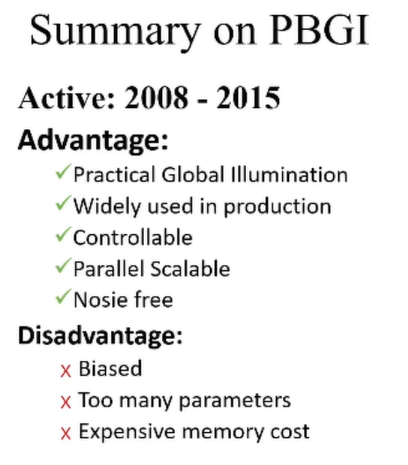 Summary on PBGI
Active: 2008 - 2015
Advantage:
✓Practical Global Illumination
✓Widely used in production
✓Controllable
✓Parallel Scalable
✓Nosie free
Disadvantage:
x Biased
x Too many parameters
x Expensive memory cost